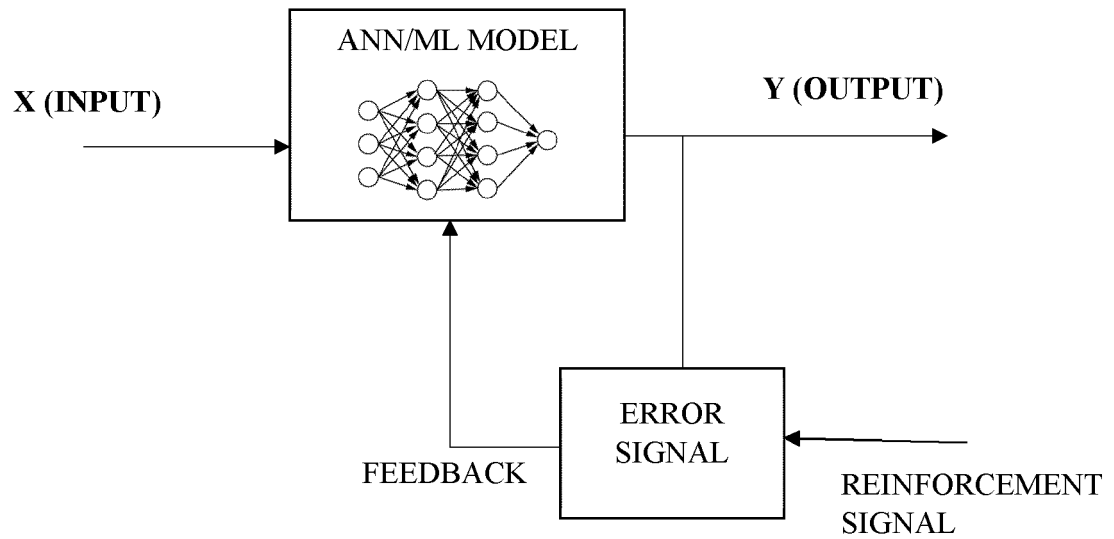 ANN/ML MODEL
X (INPUT)
Y (OUTPUT)
ERROR
SIGNAL
FEEDBACK
REINFORCEMENT
SIGNAL